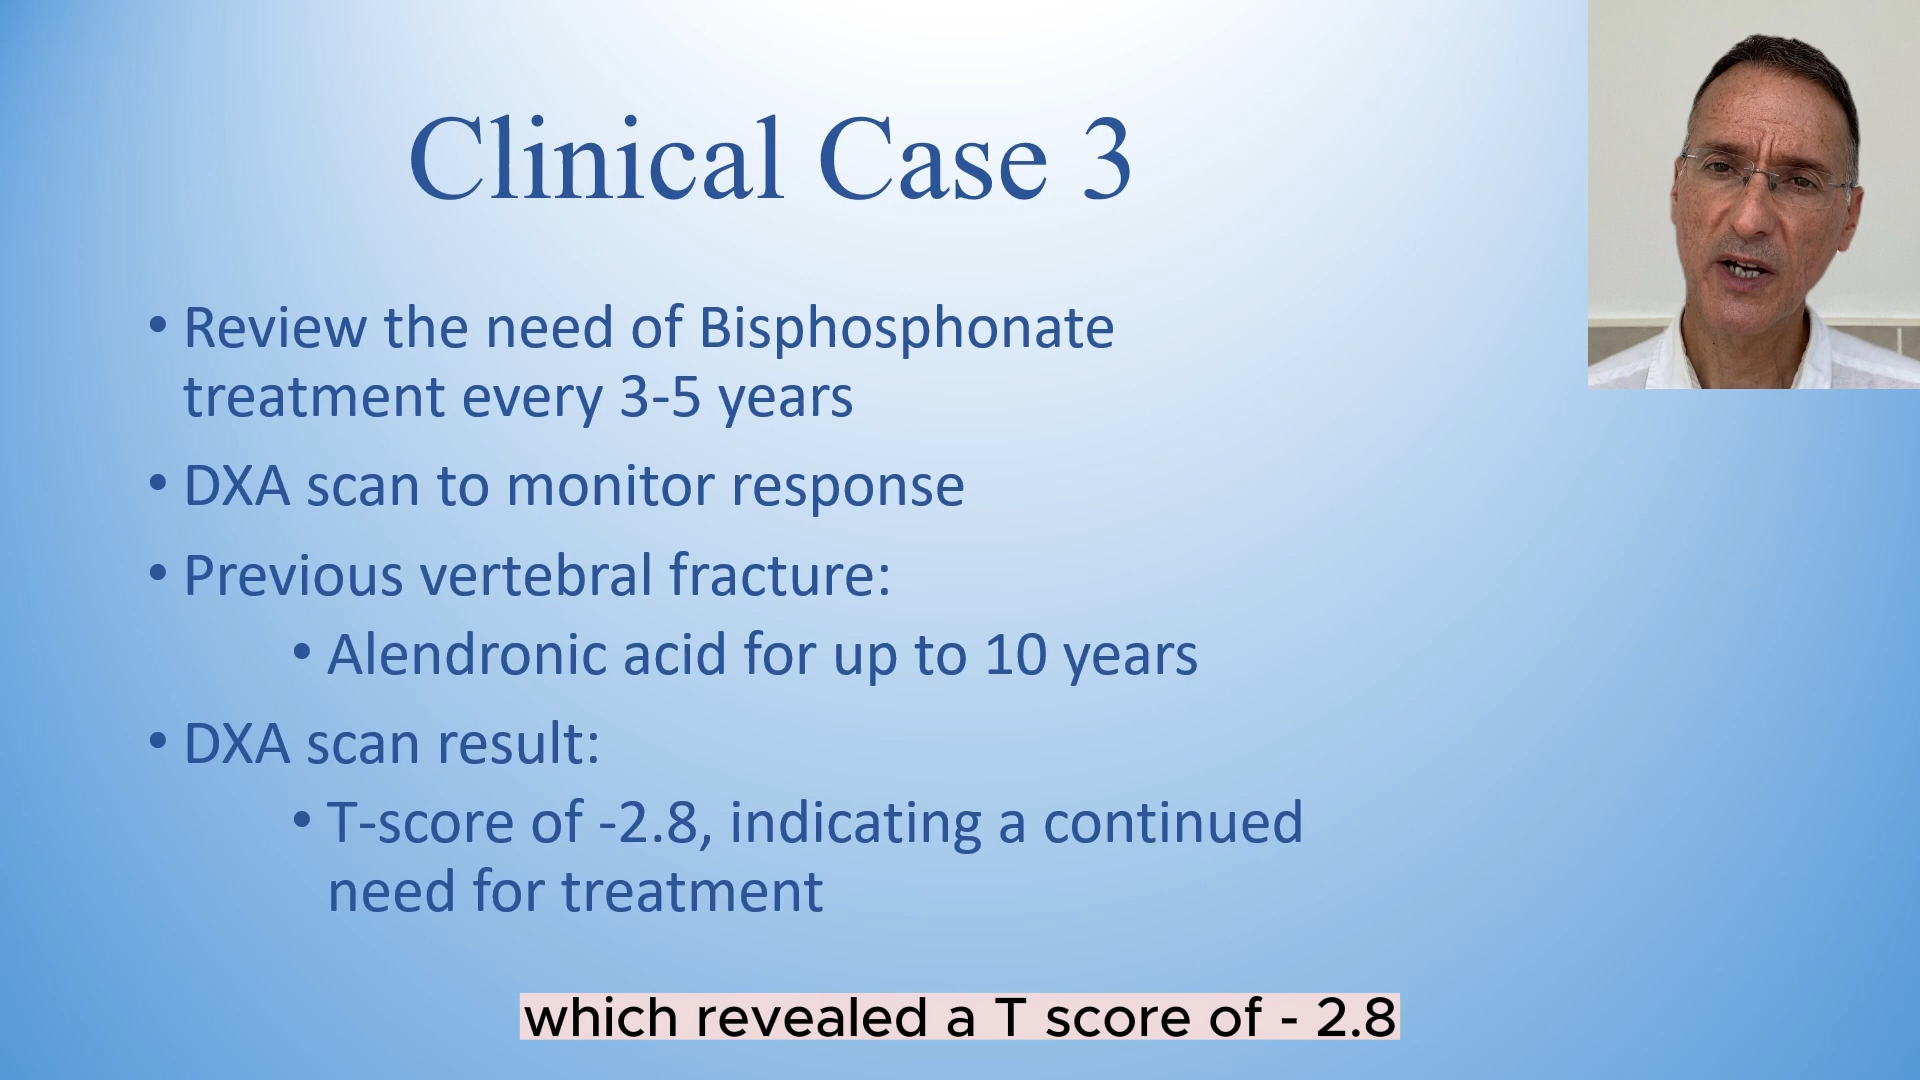 Clinical Case 3
• Review the need of Bisphosphonate
treatment every 3-5 years
• DXA scan to monitor response
• Previous vertebral fracture:
• Alendronic acid for up to 10 years
• DXA scan result:
• T-score of -2.8, indicating a continued
need for treatment
which revealed a T score of - 2.8